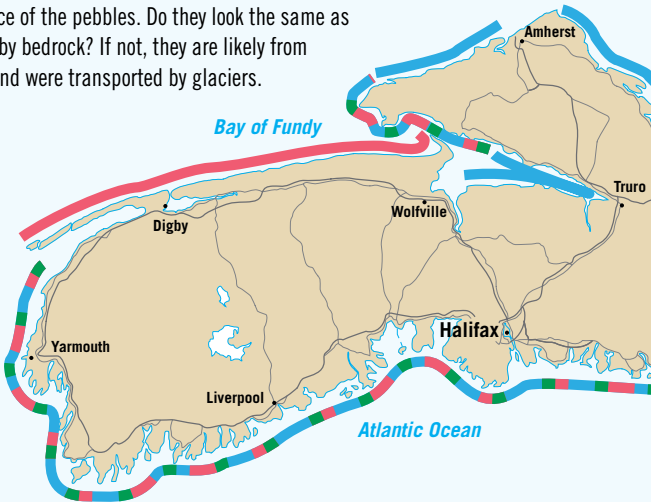 ce of the pebbles. Do they look the same as
by bedrock? If not, they are likely from
nd were transported by glaciers.
Amherst
Bay of Fundy
Truro
Wolfville
Digby
Halifax
Yarmouth
Liverpool
Atlantic Ocean